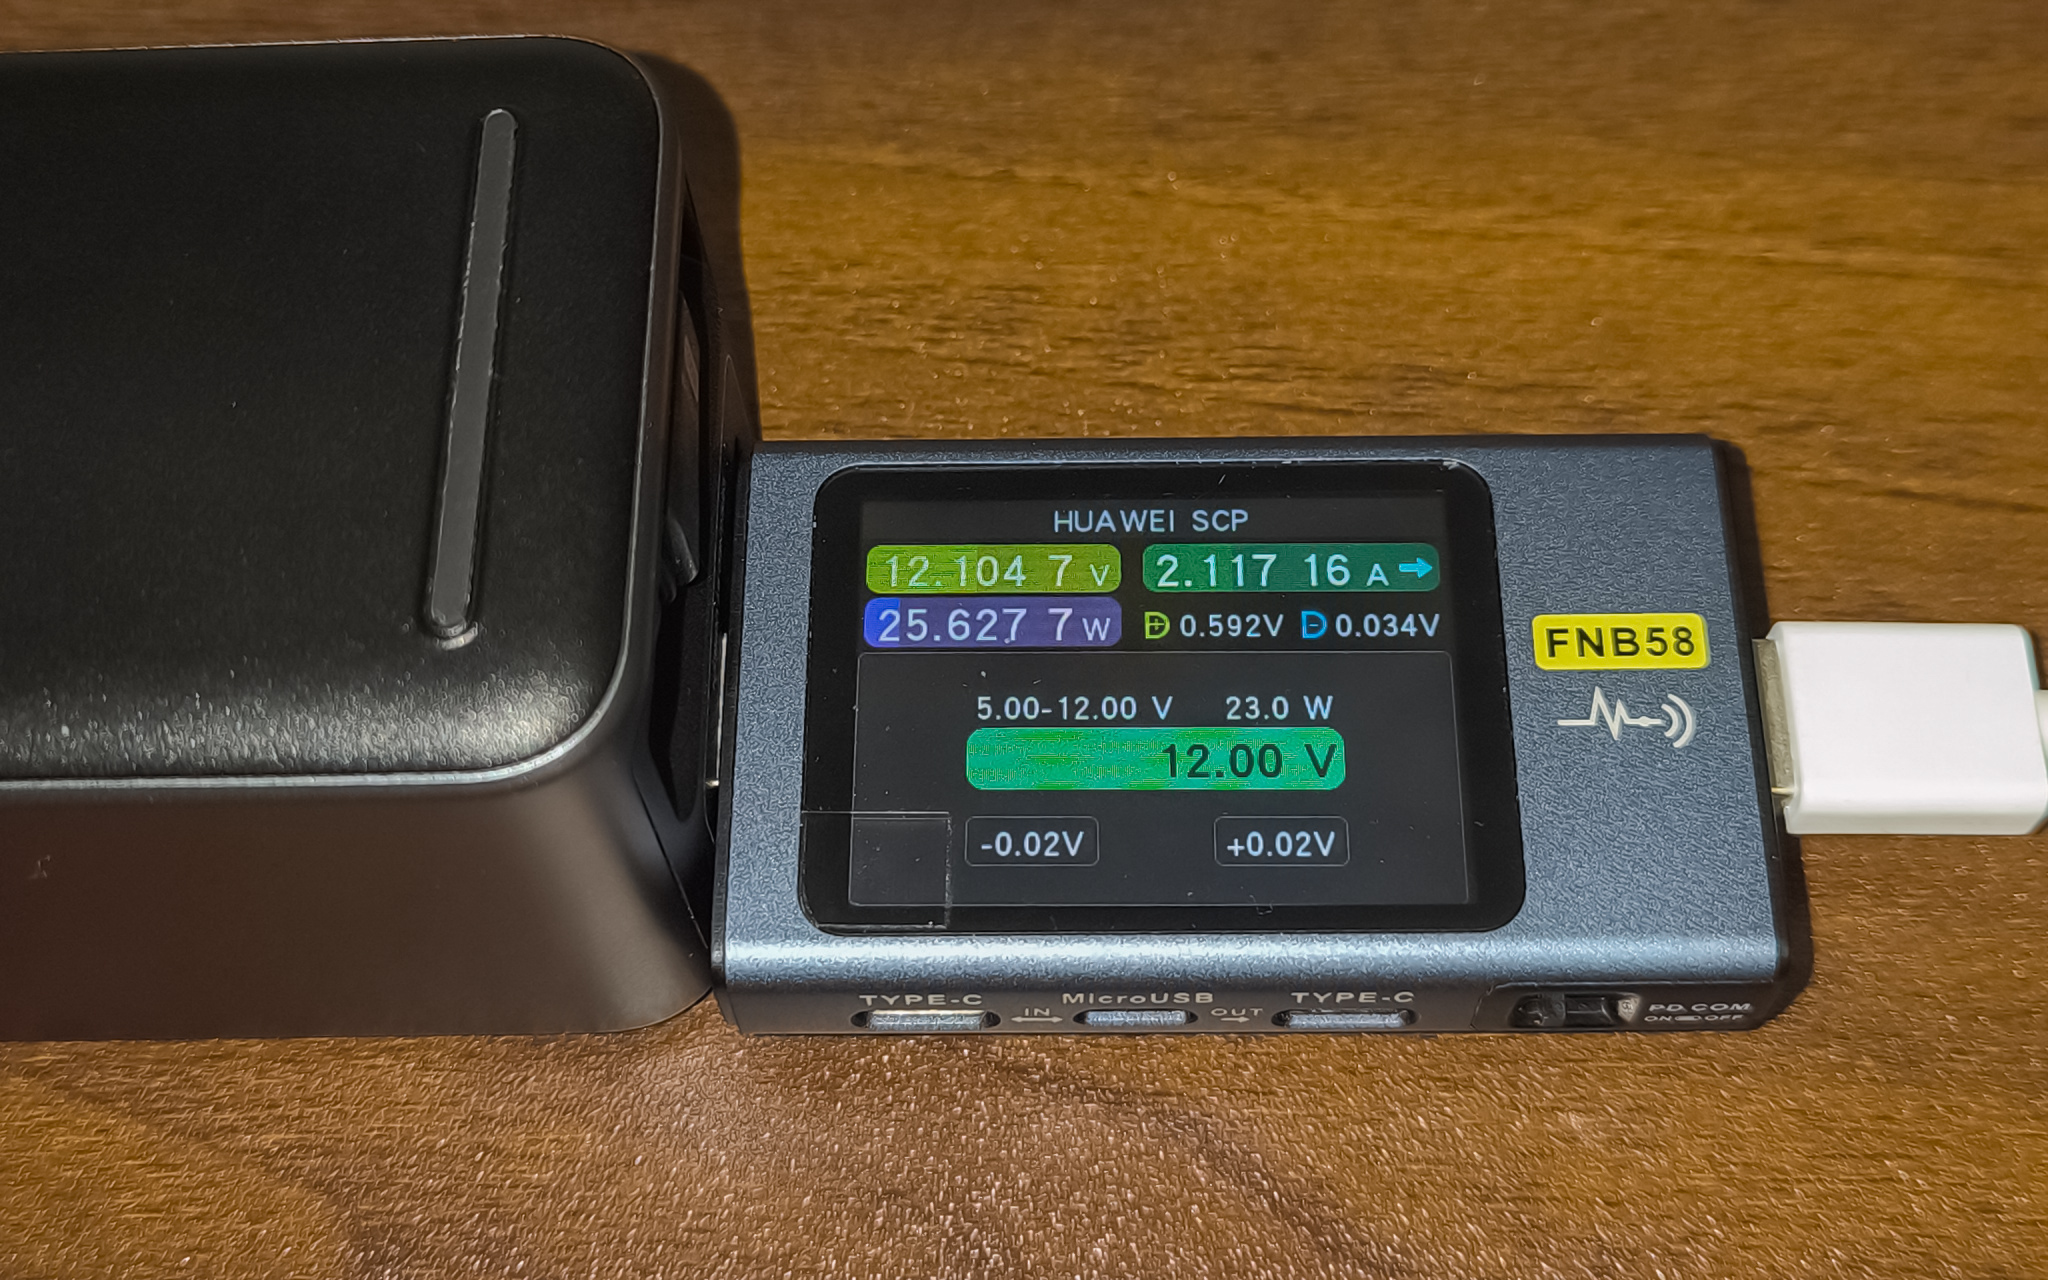 HUAWEI SCP
12.104 7 V 2.117 16 A
25.627 7 W D+ 0.592V D- 0.034V
5.00-12.00 V 23.0 W
12.00 V
-0.02V +0.02V
FNB58
TYPE-C IN MicroUSB OUT TYPE-C
PD.COM
ON OFF